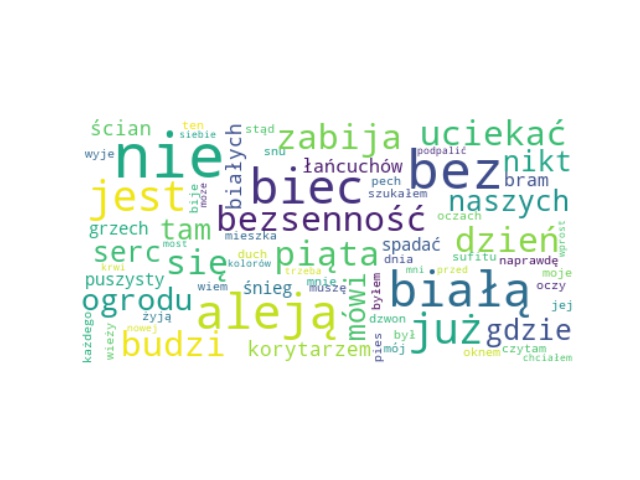 ścian
ten
siebie
stąd
zabija
podpalić
uciekać
wyje
nie
białych
snu
łańcuchów
bez
nikt
jest
bije
może
biec
pech
szukałem
bram
naszych
grzech
tam
bezsenność
oczach
serc
most
się
mieszka
piąta
spadać
dzień
wprost
krwi
kolorów
duch
trzeba
dnia
sufitu
naprawdę
puszysty
wiem
śnieg
mnie
muszę
mówi
byłem
białą
mni
przed
moje
oczy
ogrodu
żyją
aleją
dzwon
już
gdzie
jej
każdego
wieży
nowej
budzi
korytarzem
pies
mój
był
oknem
czytam
chciałem